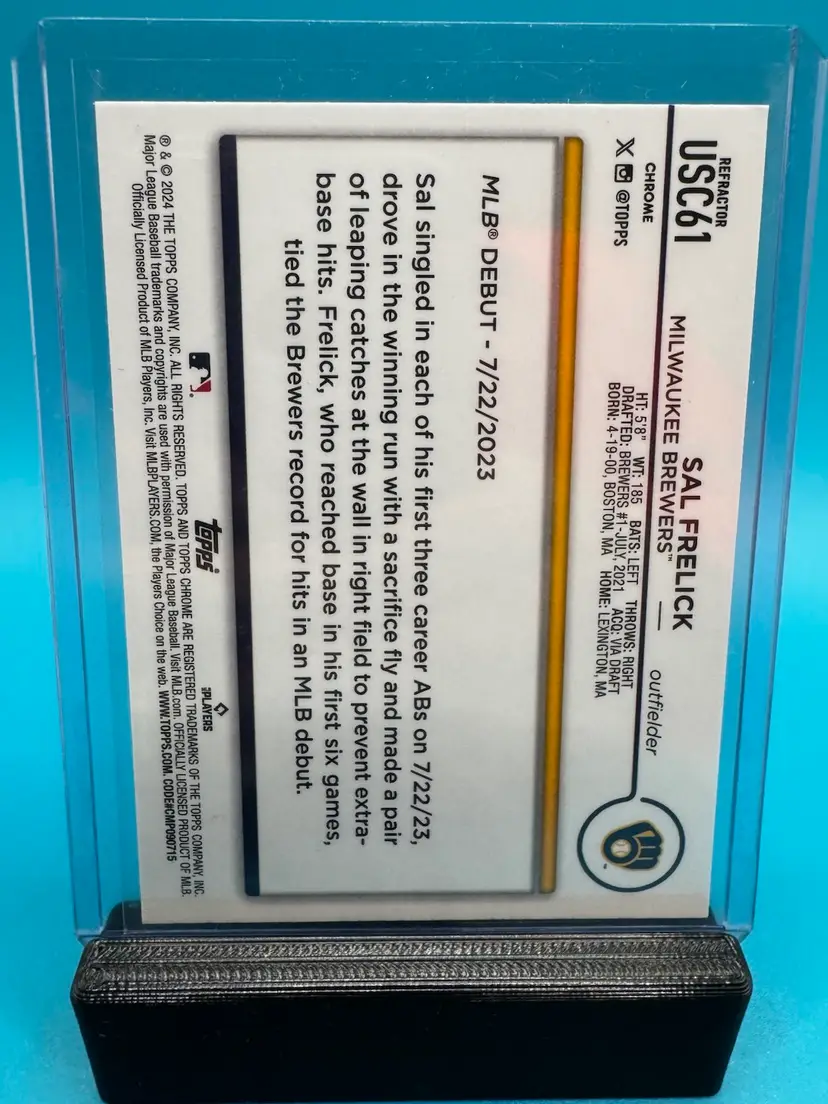 REFRACTOR
USC61
CHROME
X @TOPPS
SAL FRELICK
MILWAUKEE BREWERS™
outfielder
HT: 5'8" WT: 185 BATS: LEFT THROWS: RIGHT
DRAFTED: BREWERS #1-JULY, 2021 ACQ: VIA DRAFT
BORN: 4-19-00, BOSTON, MA HOME: LEXINGTON, MA
MLB® DEBUT - 7/22/2023
Sal singled in each of his first three career ABs on 7/22/23,
drove in the winning run with a sacrifice fly and made a pair
of leaping catches at the wall in right field to prevent extra-
base hits. Frelick, who reached base in his first six games,
tied the Brewers record for hits in an MLB debut.
topps®
PLAYERS
® & © 2024 THE TOPPS COMPANY, INC. ALL RIGHTS RESERVED. TOPPS AND TOPPS CHROME ARE REGISTERED TRADEMARKS OF THE TOPPS COMPANY, INC.
Major League Baseball trademarks and copyrights are used with permission of Major League Baseball. Visit MLB.com. OFFICIALLY LICENSED PRODUCT OF MLB.
Officially Licensed Product of MLB Players, Inc. Visit MLBPLAYERS.COM, the Players Choice on the web. WWW.TOPPS.COM. CODE#CMP090715